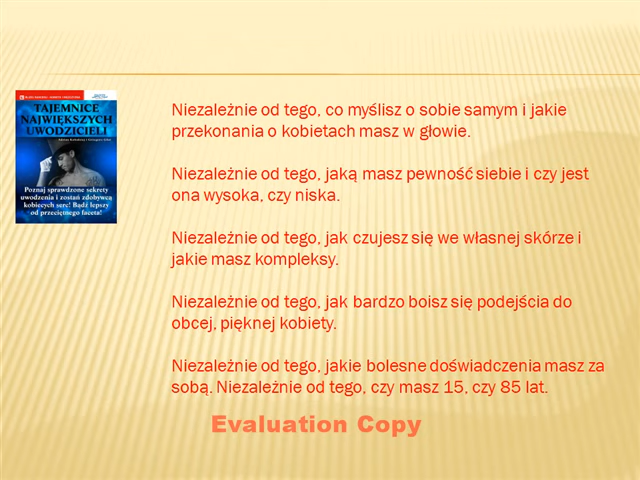 TAJEMNICE
NAJWIĘKSZYCH
UWODZICIELI
Poznaj sprawdzone sekrety
uwodzenia i zostań zdobywcą
kobiecych serc! Bądź lepszy
od przeciętnego faceta!
Niezależnie od tego, co myślisz o sobie samym i jakie
przekonania o kobietach masz w głowie.
Niezależnie od tego, jaką masz pewność siebie i czy jest
ona wysoka, czy niska.
Niezależnie od tego, jak czujesz się we własnej skórze i
jakie masz kompleksy.
Niezależnie od tego, jak bardzo boisz się podejścia do
obcej, pięknej kobiety.
Niezależnie od tego, jakie bolesne doświadczenia masz za
sobą. Niezależnie od tego, czy masz 15, czy 85 lat.
Evaluation Copy